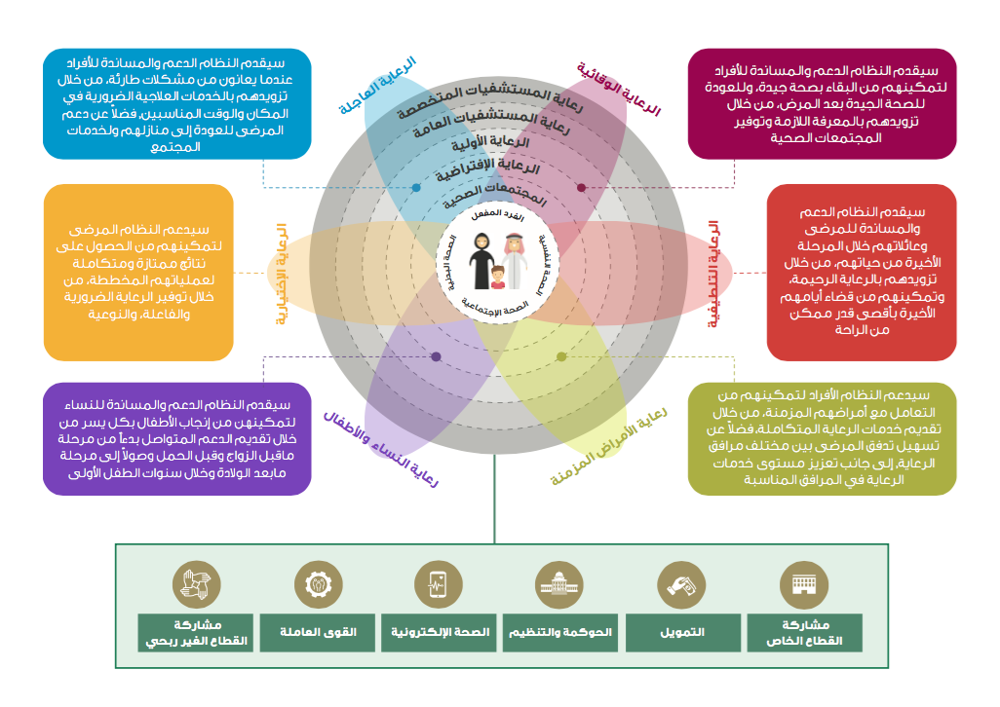 سيقدم النظام الدعم والمساندة للأفراد
لتمكينهم من البقاء بصحة جيدة، وللعودة
للصحة الجيدة بعد المرض، من خلال
تزويدهم بالمعرفة اللازمة وتوفير
المجتمعات الصحية
الرعاية الوقائية
الرعاية العاجلة
سيقدم النظام الدعم والمساندة للأفراد
عندما يعانون من مشكلات طارئة، من خلال
تزويدهم بالخدمات العلاجية الضرورية في
المكان والوقت المناسبين, فضلاً عن دعم
المرضى للعودة إلى منازلهم ولخدمات
المجتمع
رعاية المستشفيات المتخصصة
رعاية المستشفيات العامة
الرعاية الأولية
الرعاية الإفتراضية
المجتمعات الصحية
الفرد المفعل
الصحة النفسية
الصحة البدنية
الصحة الإجتماعية
سيقدم النظام الدعم
والمساندة للمرضى
وعائلاتهم خلال المرحلة
الأخيرة من حياتهم، من خلال
تزويدهم بالرعاية الرحيمة،
وتمكينهم من قضاء أيامهم
الأخيرة بأقصى قدر ممكن
من الراحة
الرعاية التلطيفية
الرعاية الإختيارية
سيدعم النظام المرضى
لتمكينهم من الحصول على
نتائج ممتازة ومتكاملة
لعملياتهم المخططة، من
خلال توفير الرعاية الضرورية
والفاعلة، والنوعية
سيدعم النظام الأفراد لتمكينهم من
التعامل مع أمراضهم المزمنة، من خلال
تقديم خدمات الرعاية المتكاملة، فضلاً عن
تسهيل تدفق المرضى بين مختلف مرافق
الرعاية، إلى جانب تعزيز مستوى خدمات
الرعاية في المرافق المناسبة
رعاية الأمراض المزمنة
رعاية النساء والأطفال
سيقدم النظام الدعم والمساندة للنساء
لتمكينهن من إنجاب الأطفال بكل يسر من
خلال تقديم الدعم المتواصل بدءاً من مرحلة
ماقبل الزواج وقبل الحمل وصولاً إلى مرحلة
مابعد الولادة وخلال سنوات الطفل الأولى
مشاركة
القطاع الخاص
التمويل
الحوكمة والتنظيم
الصحة الإلكترونية
القوى العاملة
مشاركة
القطاع الغير ربحي